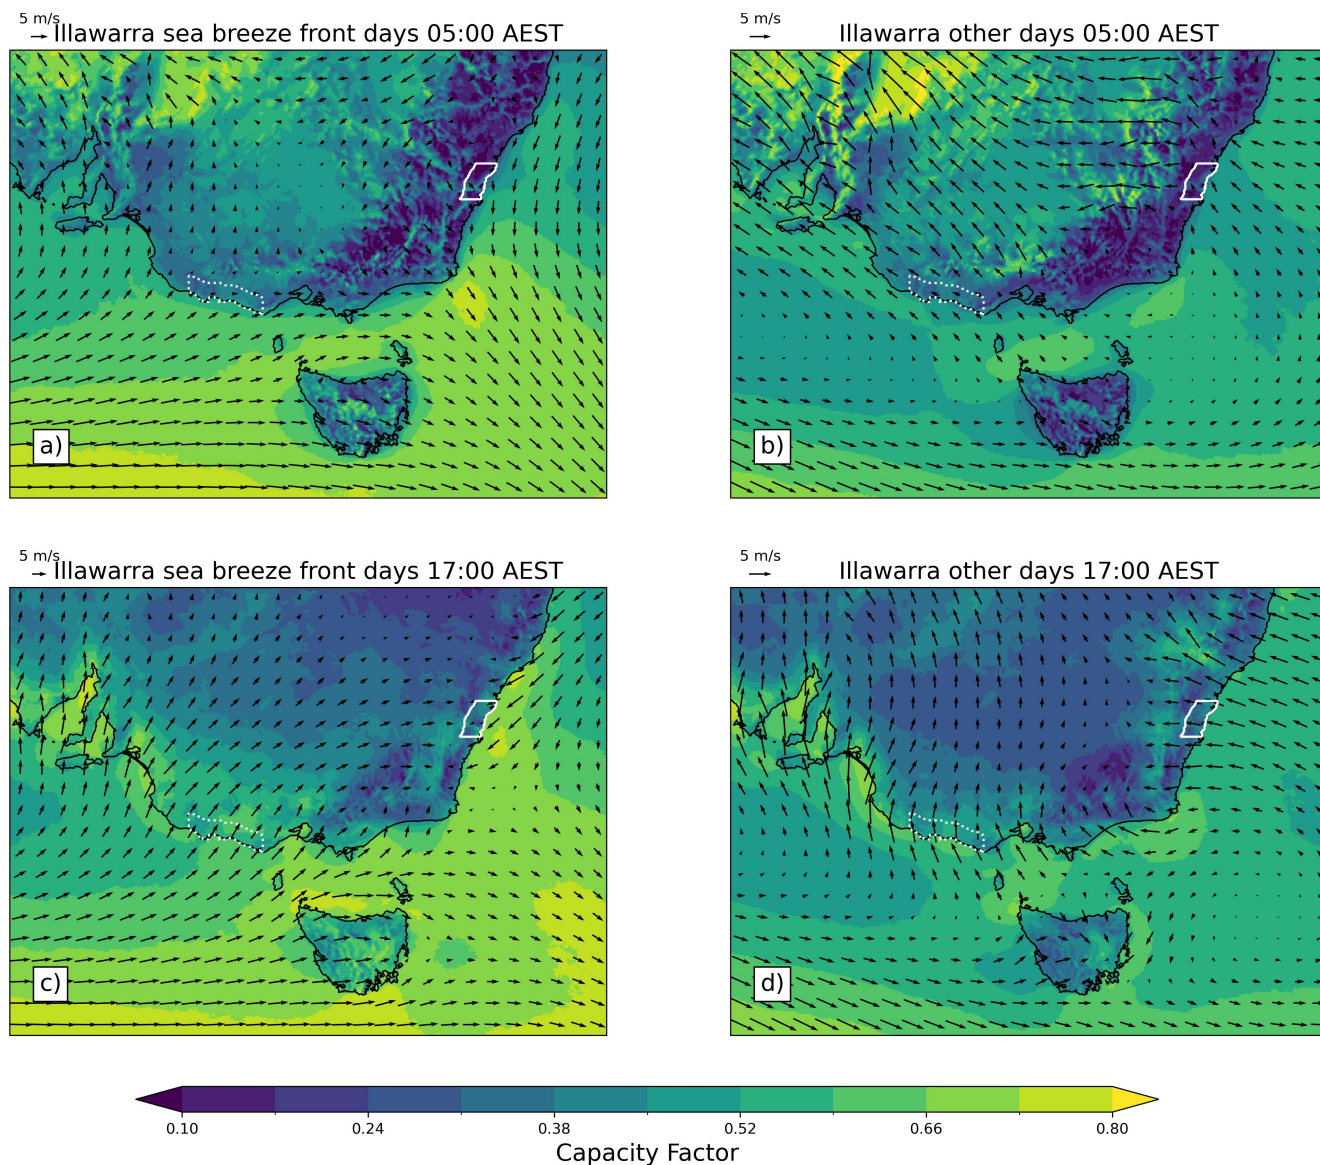 5 m/s
Illawarra sea breeze front days 05:00 AEST
5 m/s
Illawarra other days 05:00 AEST
a)
b)
5 m/s
Illawarra sea breeze front days 17:00 AEST
5 m/s
Illawarra other days 17:00 AEST
c)
d)
0.10 0.24 0.38 0.52 0.66 0.80
Capacity Factor